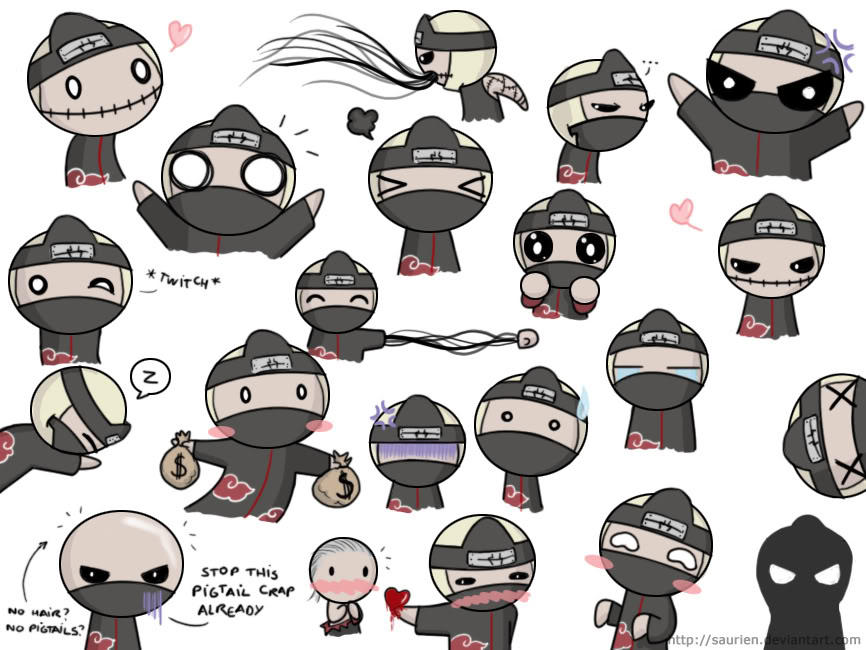 *TWITCH*
Z
$
$
NO HAIR?
NO PIGTAILS?
STOP THIS
PIGTAIL CRAP
ALREADY
http://saurien.deviantart.com